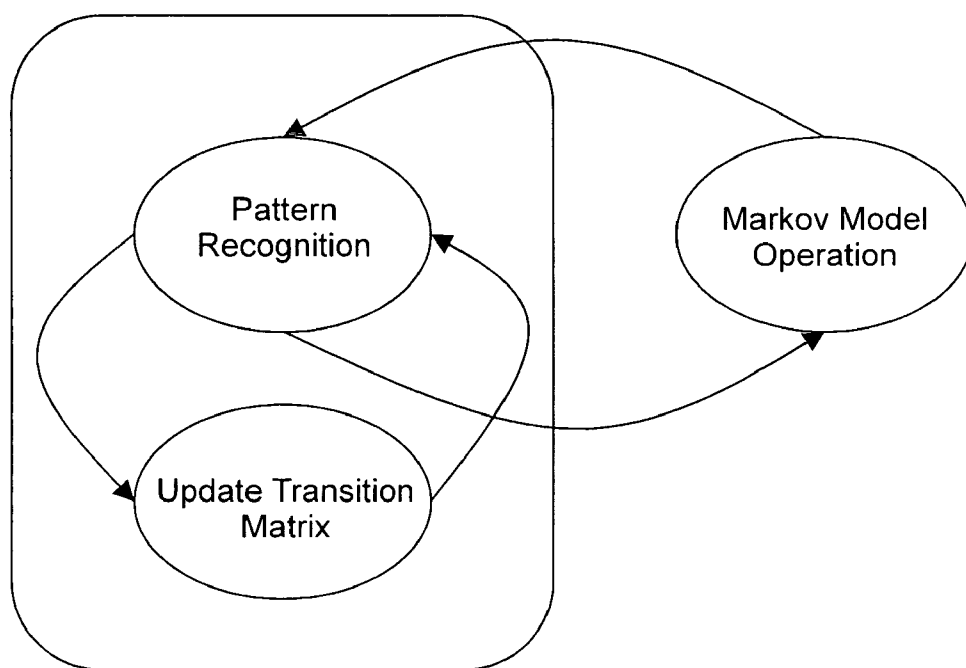 Pattern
Recognition
Markov Model
Operation
Update Transition
Matrix